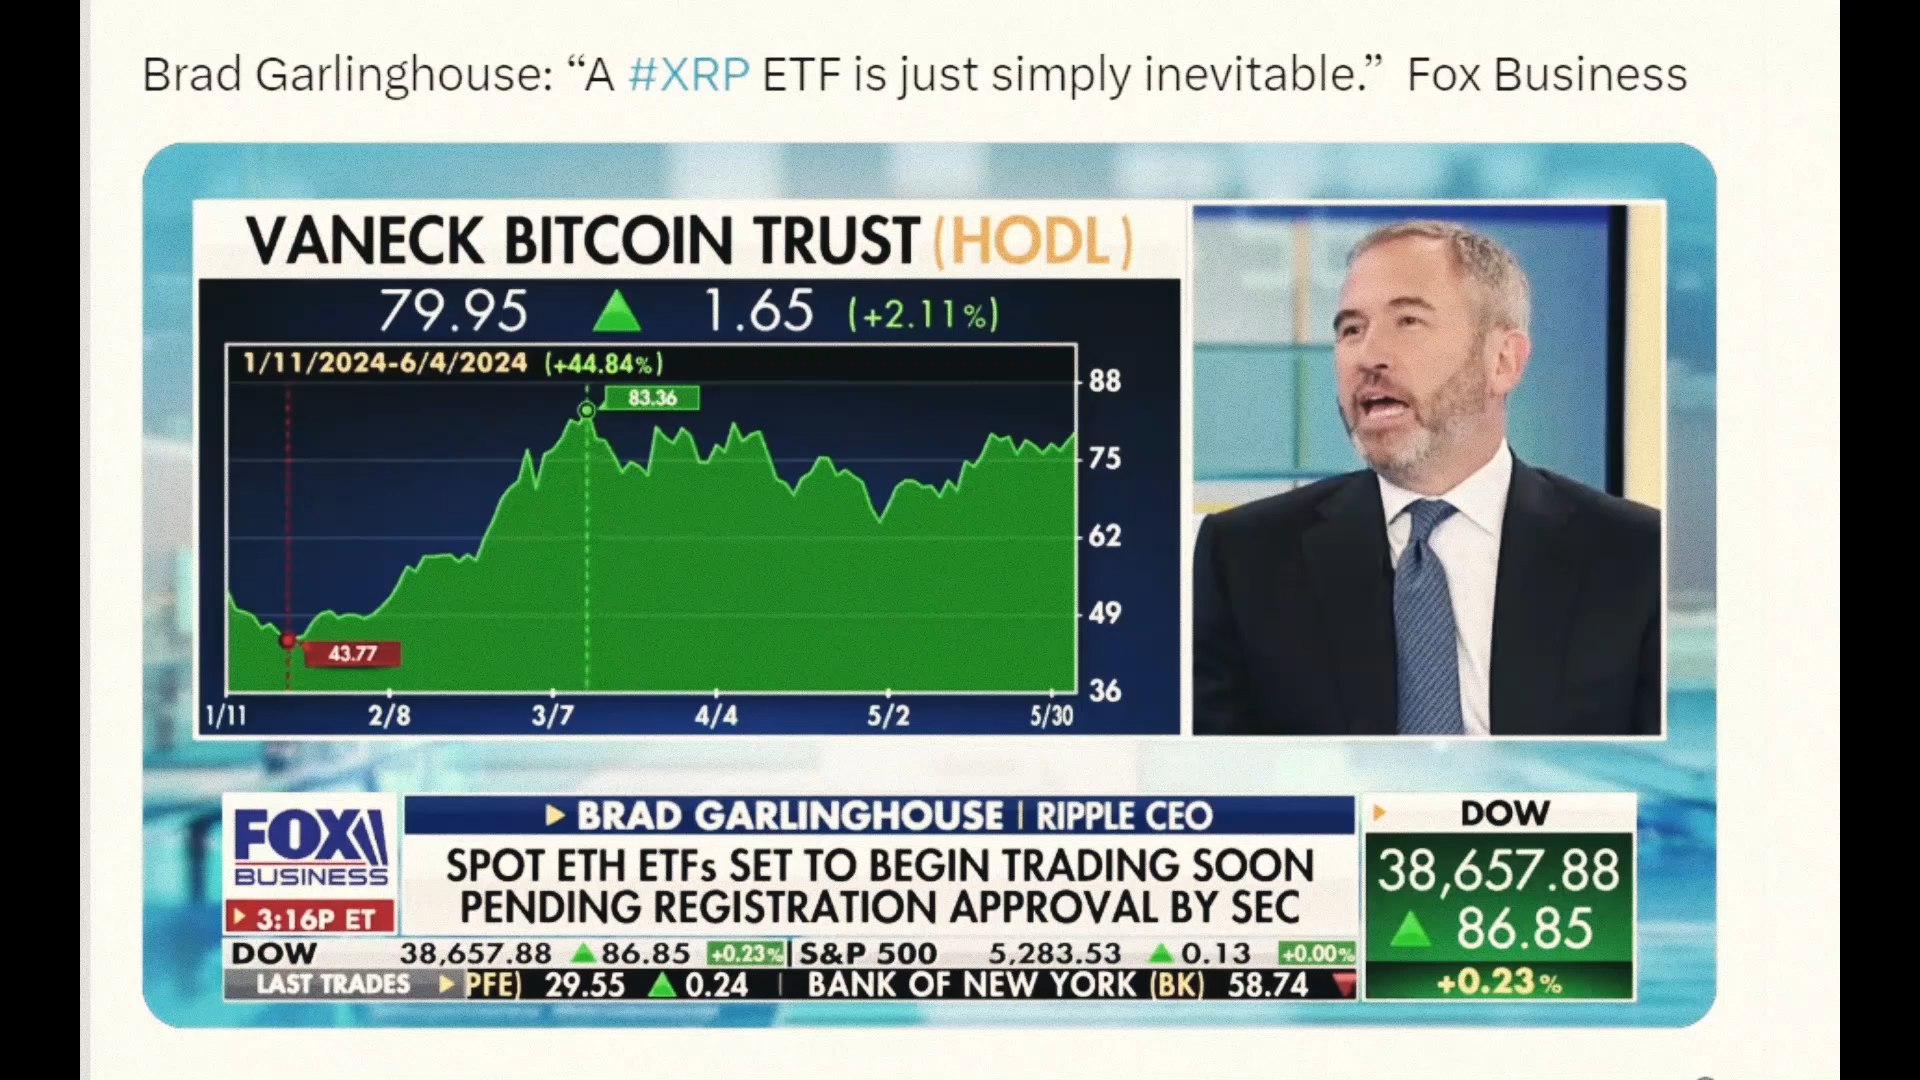 Brad Garlinghouse: “A #XRP ETF is just simply inevitable.” Fox Business
VANECK BITCOIN TRUST (HODL)
79.95 ▲ 1.65 (+2.11%)
1/11/2024-6/4/2024 (+44.84%)
83.36
43.77
88
75
62
49
36
1/11 2/8 3/7 4/4 5/2 5/30
FOX BUSINESS
3:16P ET
BRAD GARLINGHOUSE | RIPPLE CEO
SPOT ETH ETFs SET TO BEGIN TRADING SOON
PENDING REGISTRATION APPROVAL BY SEC
DOW
38,657.88
▲ 86.85
+0.23%
DOW 38,657.88 ▲ 86.85 +0.23% S&P 500 5,283.53 ▲ 0.13 +0.00%
LAST TRADES PFE) 29.55 ▲ 0.24 | BANK OF NEW YORK (BK) 58.74 ▼